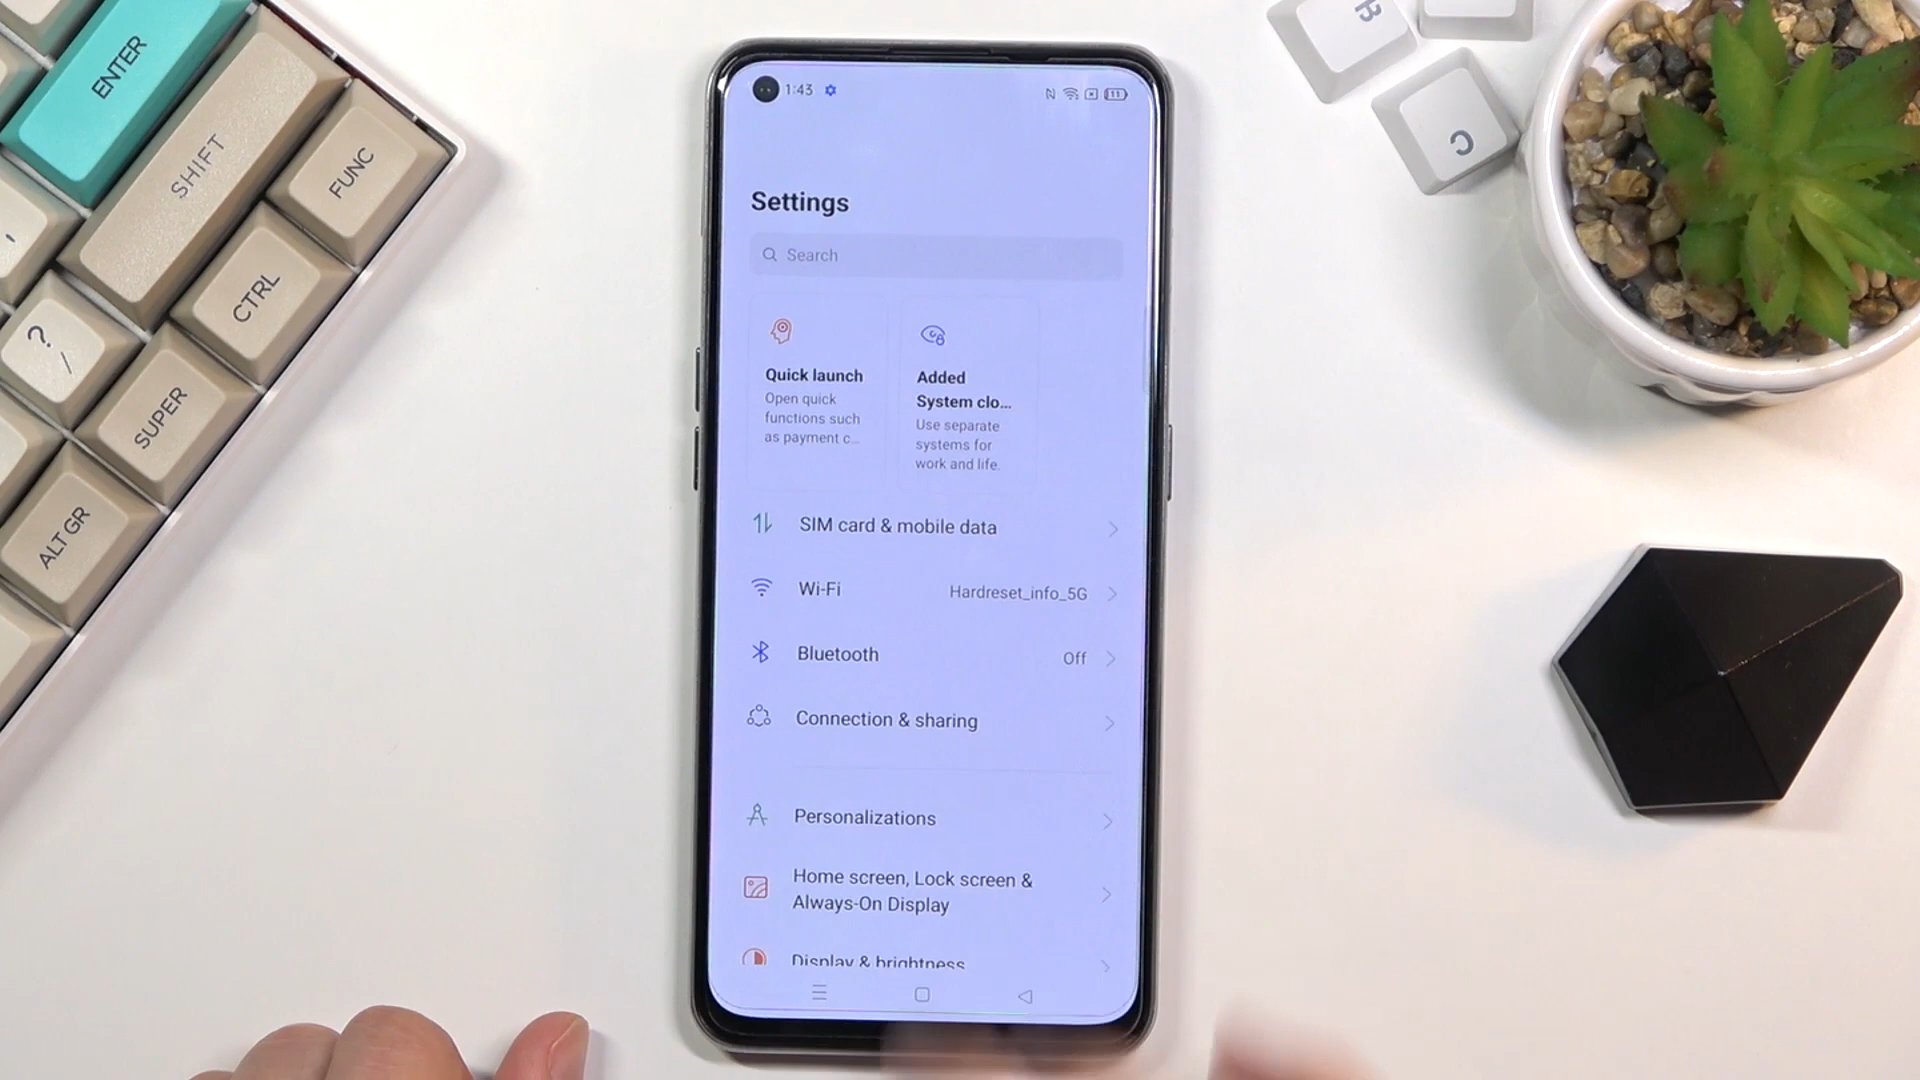 ENTER
SHIFT
FUNC
CTRL
?
/
SUPER
ALT GR
,
R
C
1:43
11
Settings
Search
Quick launch
Open quick
functions such
as payment c...
Added
System clo...
Use separate
systems for
work and life.
SIM card & mobile data
Wi-Fi
Hardreset_info_5G
Bluetooth
Off
Connection & sharing
Personalizations
Home screen, Lock screen &
Always-On Display
Display & brightness